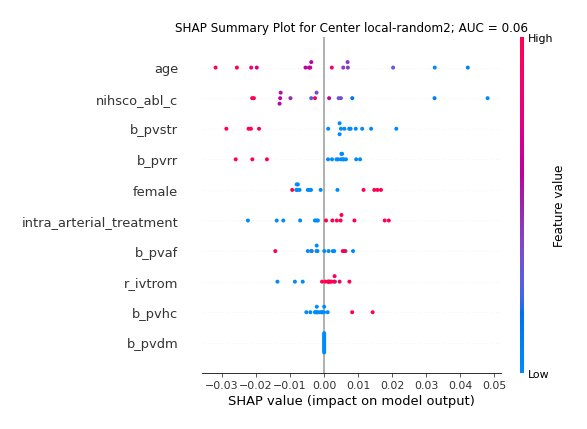 SHAP Summary Plot for Center local-random2; AUC = 0.06
High
age
nihsco_abl_c
b_pvstr
b_pvrr
female
intra_arterial_treatment
b_pvaf
r_ivtrom
b_pvhc
b_pvdm
Feature value
Low
−0.03 −0.02 −0.01 0.00 0.01 0.02 0.03 0.04 0.05
SHAP value (impact on model output)